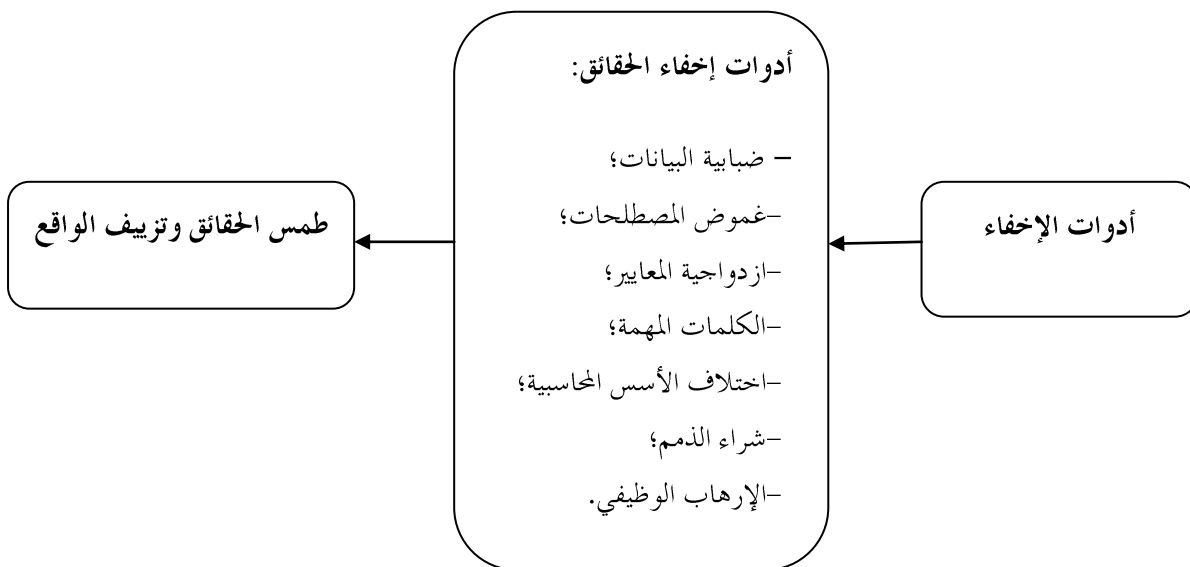 أدوات الإخفاء
أدوات إخفاء الحقائق:
– ضبابية البيانات؛
–غموض المصطلحات؛
–ازدواجية المعايير؛
–الكلمات المهمة؛
–اختلاف الأسس المحاسبية؛
–شراء الذمم؛
–الإرهاب الوظيفي.
طمس الحقائق وتزييف الواقع